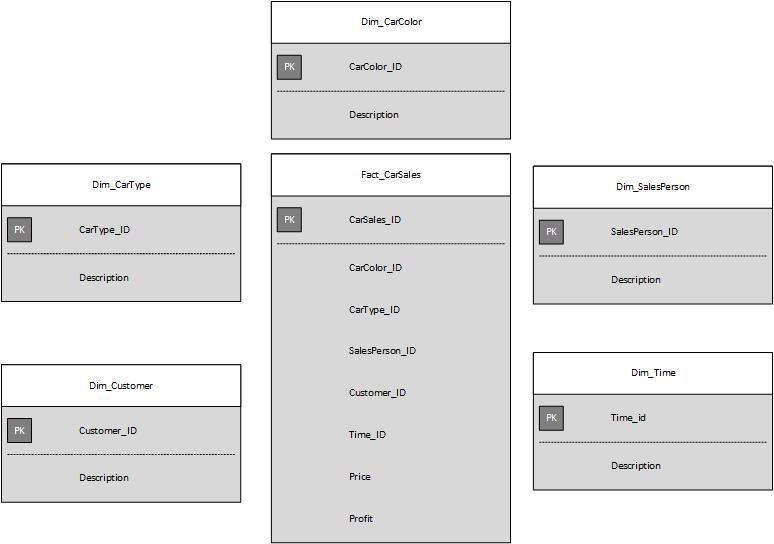 Dim_CarColor
PK CarColor_ID
Description
Dim_CarType
PK CarType_ID
Description
Fact_CarSales
PK CarSales_ID
CarColor_ID
CarType_ID
SalesPerson_ID
Customer_ID
Time_ID
Price
Profit
Dim_SalesPerson
PK SalesPerson_ID
Description
Dim_Customer
PK Customer_ID
Description
Dim_Time
PK Time_id
Description